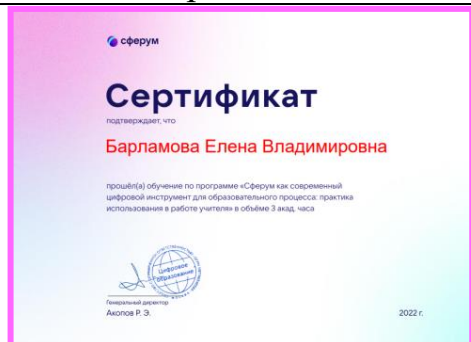 сферум
Сертификат
подтверждает, что
Барламова Елена Владимировна
прошёл(а) обучение по программе «Сферум как современный
цифровой инструмент для образовательного процесса: практика
использования в работе учителя» в объёме 3 акад. часа
Цифровое
образование
Генеральный директор
Акопов Р. Э.
2022 г.